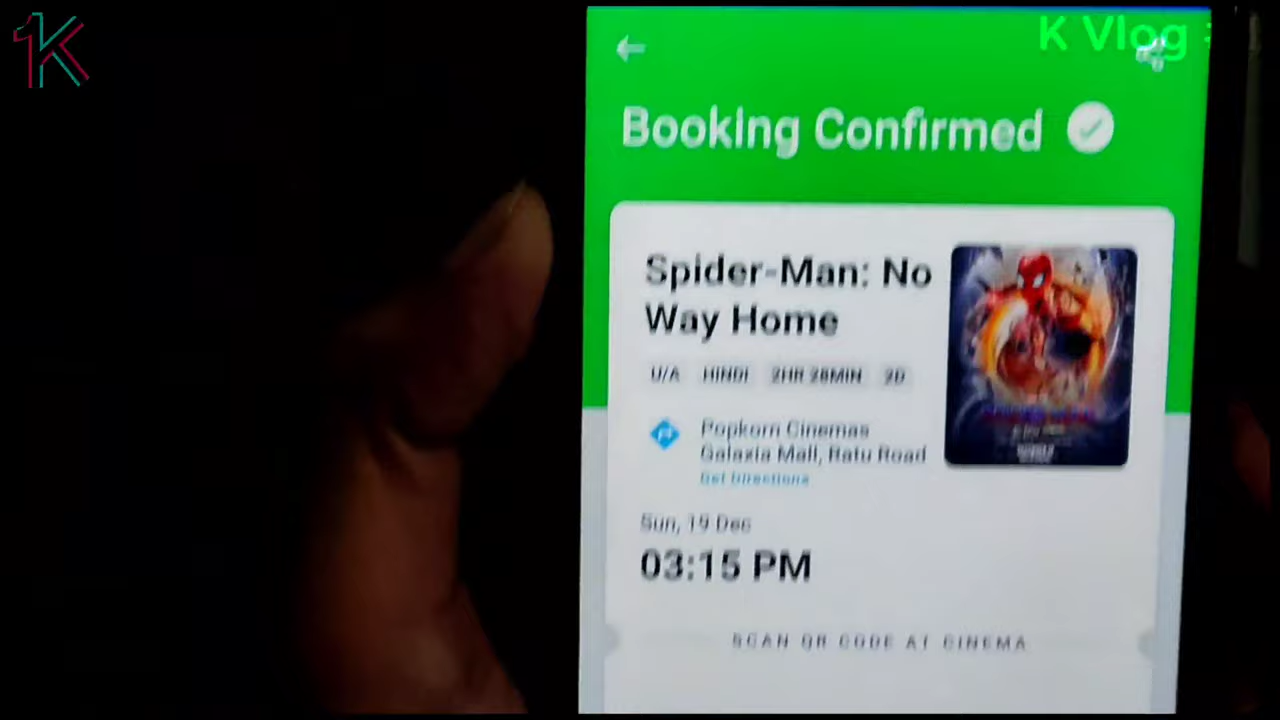 1K
K Vlog
Booking Confirmed
Spider-Man: No
Way Home
U/A HINDI 2HR 28MIN 2D
Popkorn Cinemas
Galaxia Mall, Ratu Road
Get Directions
Sun, 19 Dec
03:15 PM
SCAN QR CODE AT CINEMA